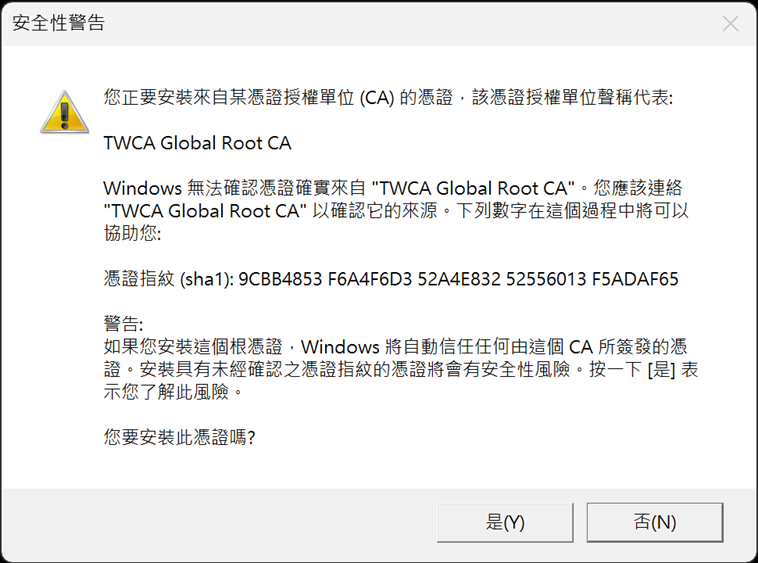 安全性警告
您正要安裝來自某憑證授權單位 (CA) 的憑證，該憑證授權單位聲稱代表:
TWCA Global Root CA
Windows 無法確認憑證確實來自 "TWCA Global Root CA"。您應該連絡
"TWCA Global Root CA" 以確認它的來源。下列數字在這個過程中將可以
協助您:
憑證指紋 (sha1): 9CBB4853 F6A4F6D3 52A4E832 52556013 F5ADAF65
警告:
如果您安裝這個根憑證，Windows 將自動信任任何由這個 CA 所簽發的憑
證。安裝具有未經確認之憑證指紋的憑證將會有安全性風險。按一下 [是] 表
示您了解此風險。
您要安裝此憑證嗎?
是(Y)
否(N)